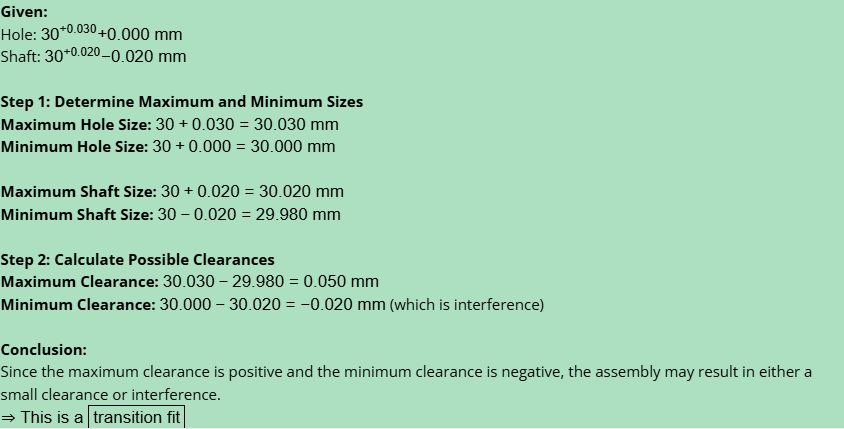 Given:
Hole: 30^{+0.030}+0.000 mm
Shaft: 30^{+0.020}−0.020 mm
Step 1: Determine Maximum and Minimum Sizes
Maximum Hole Size: 30 + 0.030 = 30.030 mm
Minimum Hole Size: 30 + 0.000 = 30.000 mm
Maximum Shaft Size: 30 + 0.020 = 30.020 mm
Minimum Shaft Size: 30 − 0.020 = 29.980 mm
Step 2: Calculate Possible Clearances
Maximum Clearance: 30.030 − 29.980 = 0.050 mm
Minimum Clearance: 30.000 − 30.020 = −0.020 mm (which is interference)
Conclusion:
Since the maximum clearance is positive and the minimum clearance is negative, the assembly may result in either a
small clearance or interference.
⇒ This is a transition fit